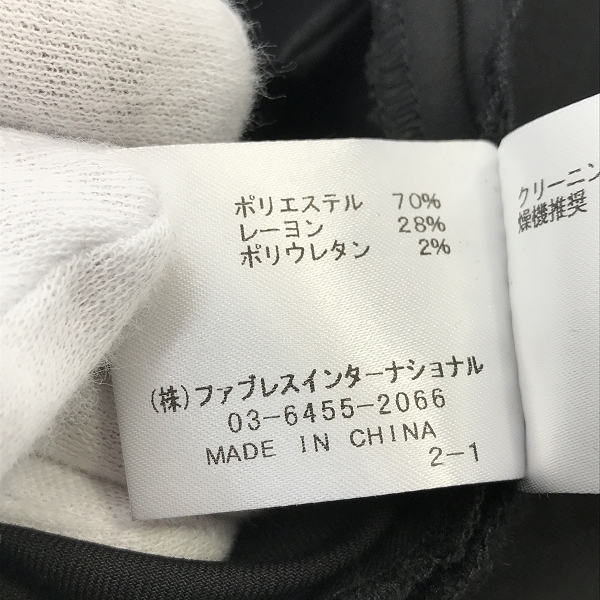 ポリエステル 70%
レーヨン 28%
ポリウレタン 2%
(株)ファブレスインターナショナル
03-6455-2066
MADE IN CHINA
2-1
クリーニン
燥機推奨